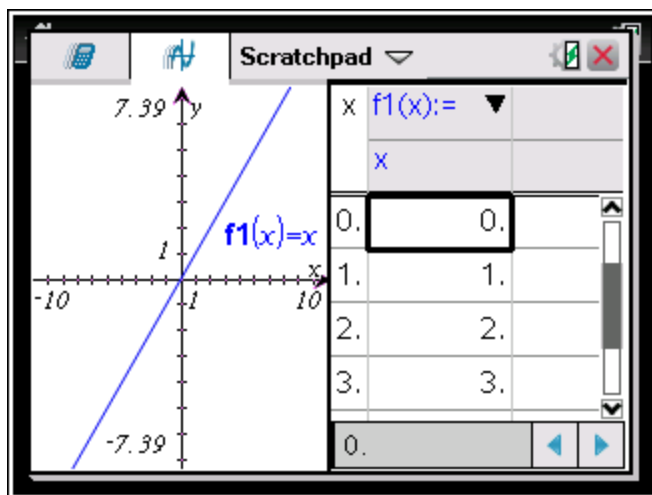 Scratchpad
7.39 y
f1(x)=x
1
x
-10
1
10
-7.39
x f1(x):=
x
0. 0.
1. 1.
2. 2.
3. 3.
0.